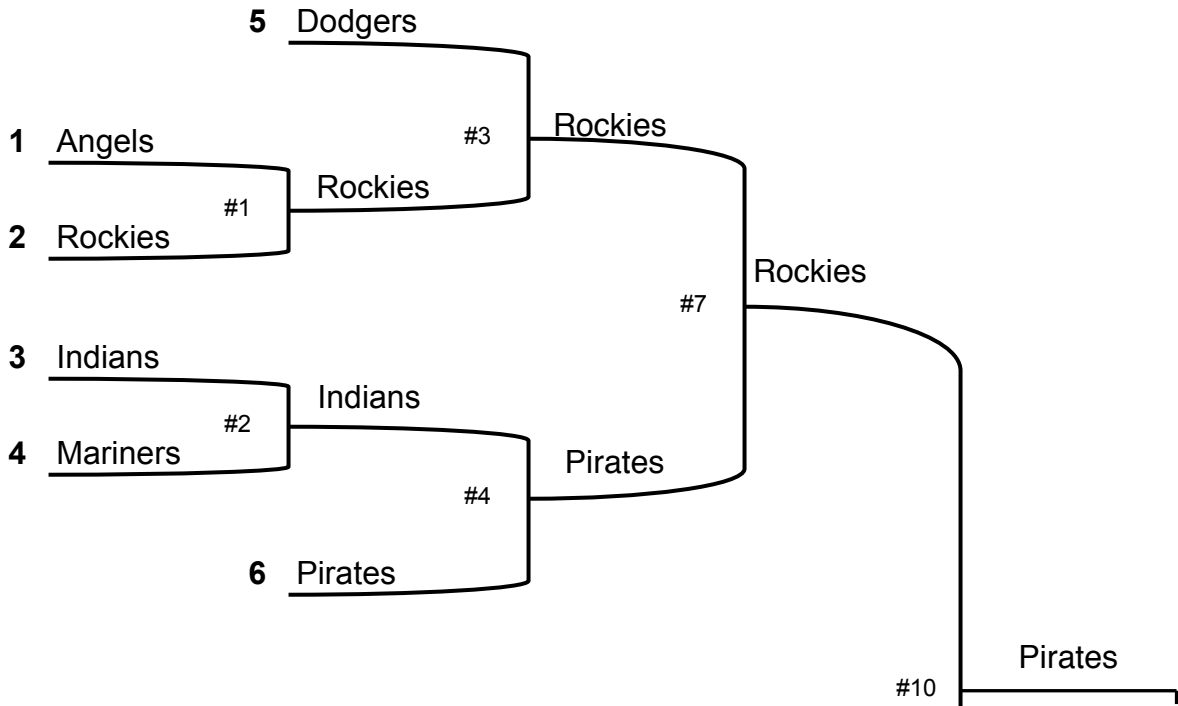 5 Dodgers
#3 Rockies
1 Angels
Rockies
#1
2 Rockies
Rockies
#7
3 Indians
Indians
#2
4 Mariners
Pirates
#4
6 Pirates
Pirates
#10